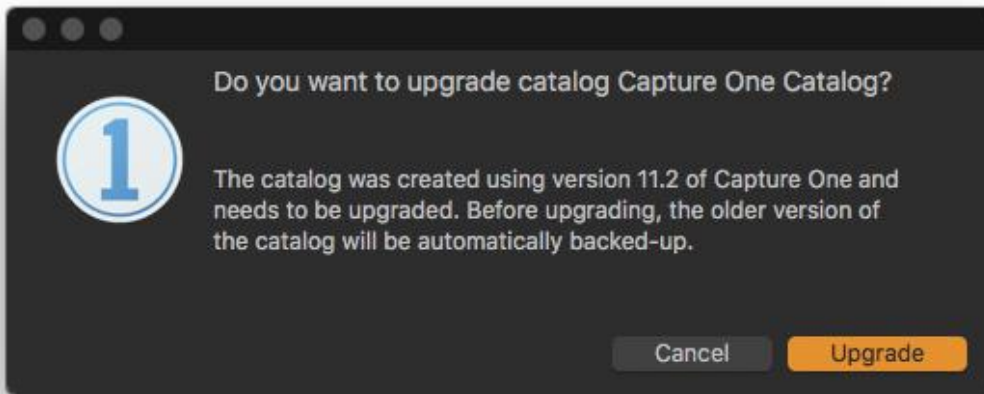 Do you want to upgrade catalog Capture One Catalog?
1
The catalog was created using version 11.2 of Capture One and
needs to be upgraded. Before upgrading, the older version of
the catalog will be automatically backed-up.
Cancel
Upgrade